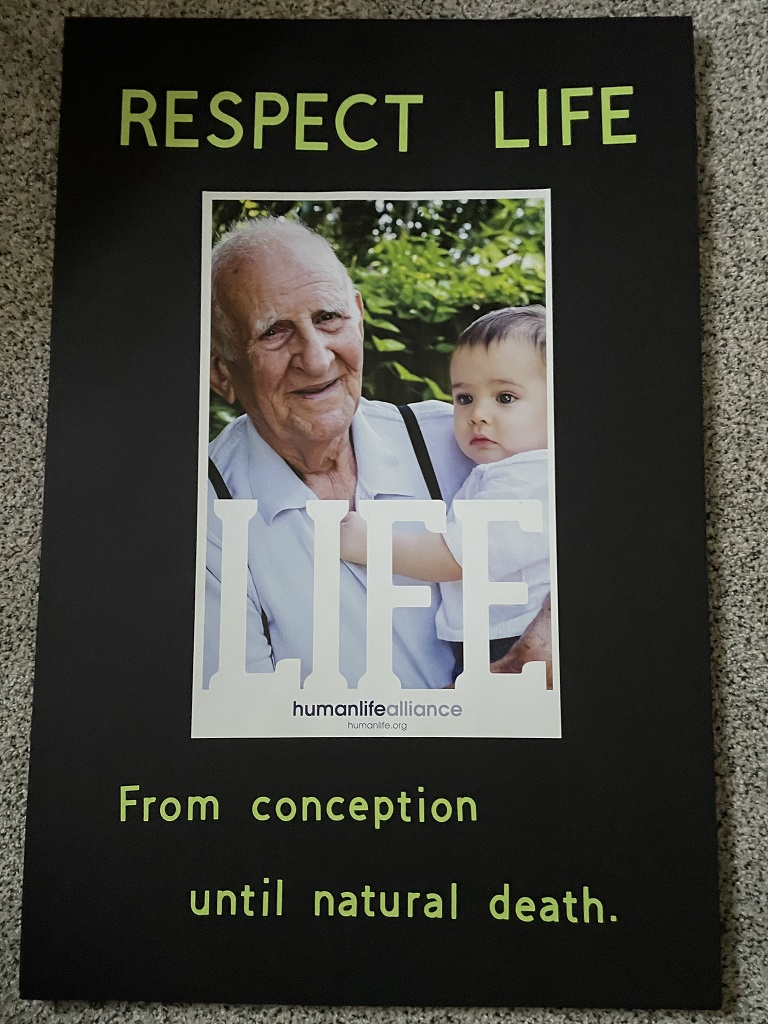 RESPECT LIFE
LIFE
humanlifealliance
humanlife.org
From conception
until natural death.